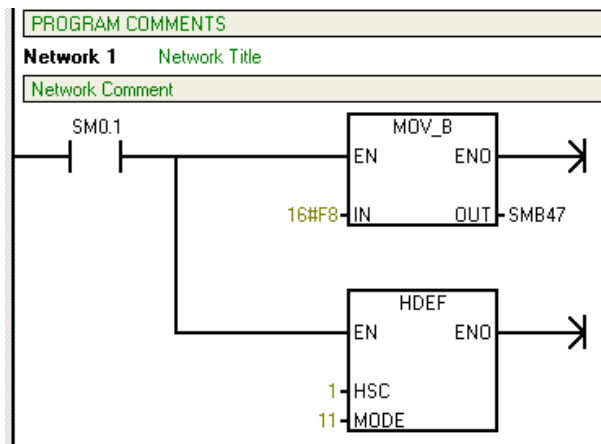 PROGRAM COMMENTS
Network 1 Network Title
Network Comment
SM0.1
MOV_B
EN ENO
16#F8 IN OUT SMB47
HDEF
EN ENO
1 HSC
11 MODE